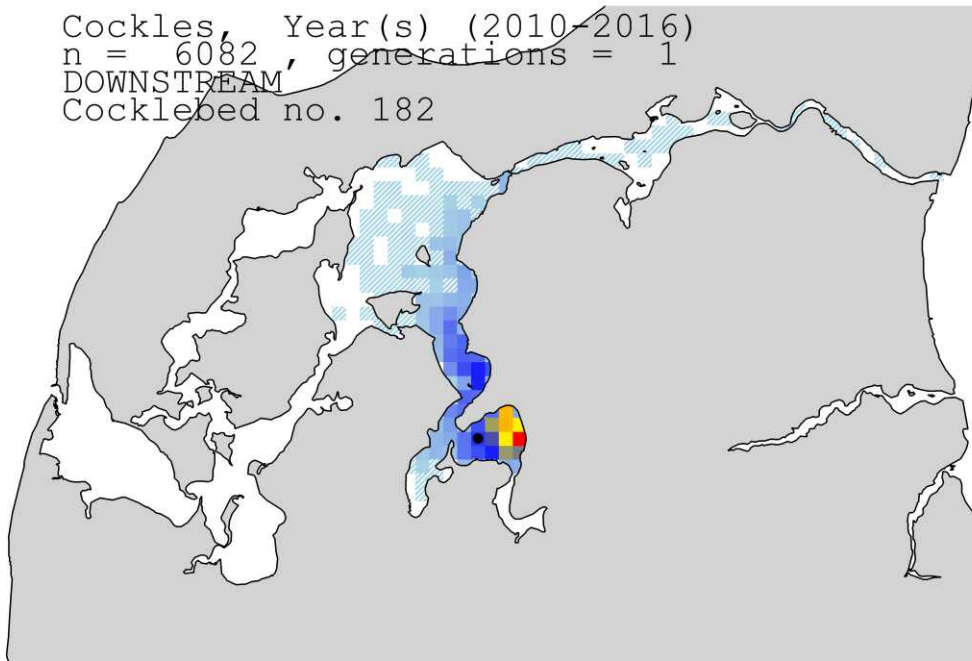 Cockles, Year(s) (2010-2016)
n = 6082 , generations = 1
DOWNSTREAM
Cocklebed no. 182